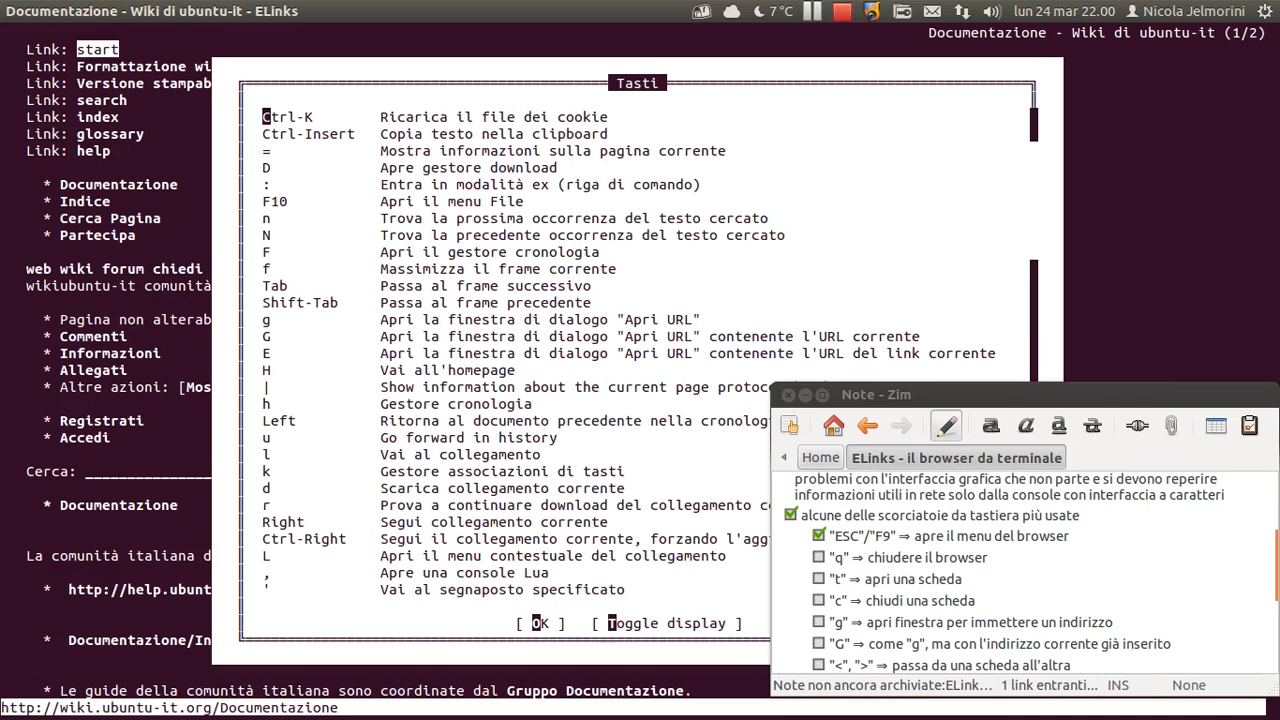 Documentazione - Wiki di ubuntu-it - ELinks
7 °C
lun 24 mar 22.00
Nicola Jelmorini
Documentazione - Wiki di ubuntu-it (1/2)
Link: start
Link: Formattazione wi
Link: Versione stampab
Link: search
Link: index
Link: glossary
Link: help
* Documentazione
* Indice
* Cerca Pagina
* Partecipa
web wiki forum chiedi
wikiubuntu-it comunità
* Pagina non alterab
* Commenti
* Informazioni
* Allegati
* Altre azioni: [Mos
* Registrati
* Accedi
Cerca: ______________
* Documentazione
La comunità italiana d
* http://help.ubunt
* Documentazione/In
* Le guide della comunità italiana sono coordinate dal Gruppo Documentazione.
http://wiki.ubuntu-it.org/Documentazione
Tasti
Ctrl-K Ricarica il file dei cookie
Ctrl-Insert Copia testo nella clipboard
= Mostra informazioni sulla pagina corrente
D Apre gestore download
: Entra in modalità ex (riga di comando)
F10 Apri il menu File
n Trova la prossima occorrenza del testo cercato
N Trova la precedente occorrenza del testo cercato
F Apri il gestore cronologia
f Massimizza il frame corrente
Tab Passa al frame successivo
Shift-Tab Passa al frame precedente
g Apri la finestra di dialogo "Apri URL"
G Apri la finestra di dialogo "Apri URL" contenente l'URL corrente
E Apri la finestra di dialogo "Apri URL" contenente l'URL del link corrente
H Vai all'homepage
| Show information about the current page protoc
h Gestore cronologia
Left Ritorna al documento precedente nella cronolog
u Go forward in history
l Vai al collegamento
k Gestore associazioni di tasti
d Scarica collegamento corrente
r Prova a continuare download del collegamento c
Right Segui collegamento corrente
Ctrl-Right Segui il collegamento corrente, forzando l'agg
L Apri il menu contestuale del collegamento
, Apre una console Lua
' Vai al segnaposto specificato
[ OK ] [ Toggle display ]
Note - Zim
Home
ELinks - il browser da terminale
problemi con l'interfaccia grafica che non parte e si devono reperire
informazioni utili in rete solo dalla console con interfaccia a caratteri
alcune delle scorciatoie da tastiera più usate
"ESC"/"F9" ⇒ apre il menu del browser
"q" ⇒ chiudere il browser
"t" ⇒ apri una scheda
"c" ⇒ chiudi una scheda
"g" ⇒ apri finestra per immettere un indirizzo
"G" ⇒ come "g", ma con l'indirizzo corrente già inserito
"<", ">" ⇒ passa da una scheda all'altra
Note non ancora archiviate:ELink... 1 link entranti... INS None